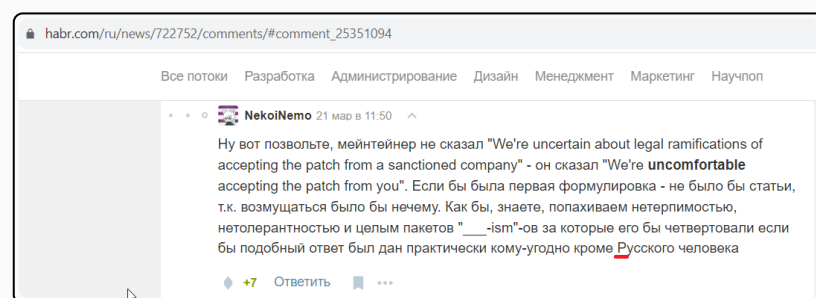 habr.com/ru/news/722752/comments/#comment_25351094
Все потоки Разработка Администрирование Дизайн Менеджмент Маркетинг Научпоп
NekoiNemo 21 мар в 11:50
Ну вот позвольте, мейнтейнер не сказал "We're uncertain about legal ramifications of
accepting the patch from a sanctioned company" - он сказал "We're uncomfortable
accepting the patch from you". Если бы была первая формулировка - не было бы статьи,
т.к. возмущаться было бы нечему. Как бы, знаете, попахиваем нетерпимостью,
нетолерантностью и целым пакетов "___-ism"-ов за которые его бы четвертовали если
бы подобный ответ был дан практически кому-угодно кроме Русского человека
+7 Ответить